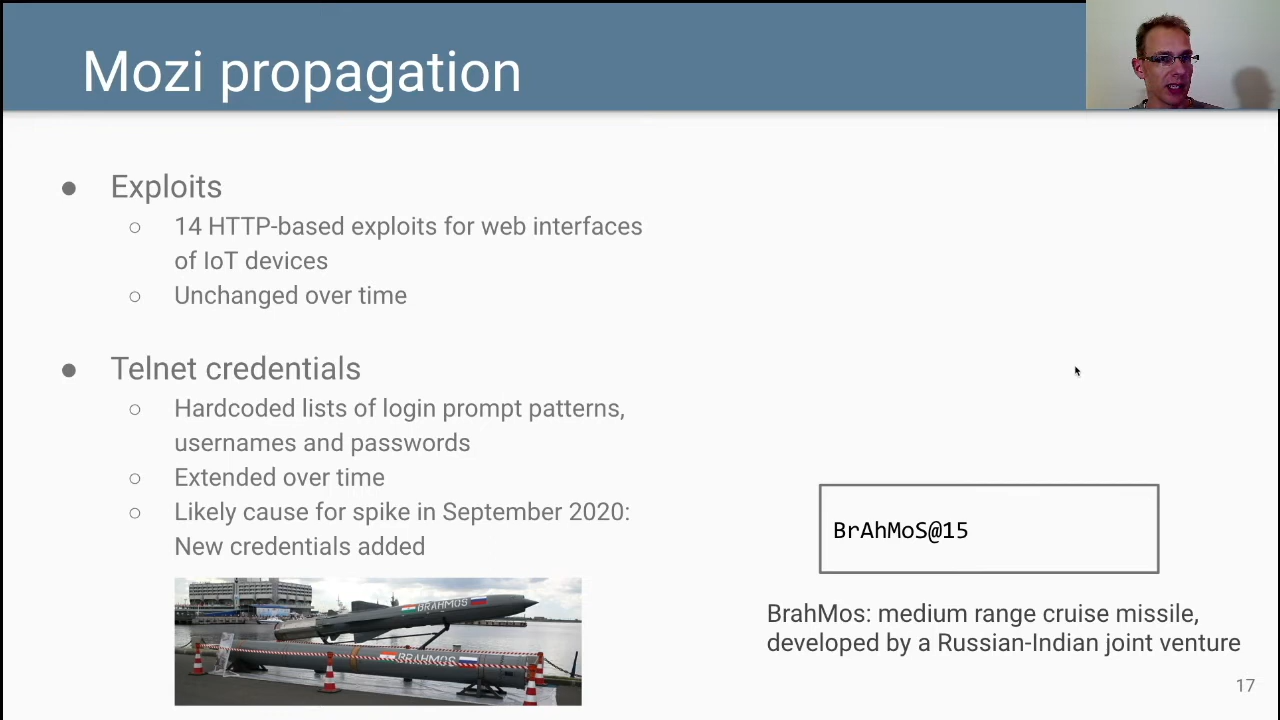 Mozi propagation
● Exploits
○ 14 HTTP-based exploits for web interfaces
of IoT devices
○ Unchanged over time
● Telnet credentials
○ Hardcoded lists of login prompt patterns,
usernames and passwords
○ Extended over time
○ Likely cause for spike in September 2020:
New credentials added
BRAHMOS
BRAHMOS
BrAhMoS@15
BrahMos: medium range cruise missile,
developed by a Russian-Indian joint venture
17